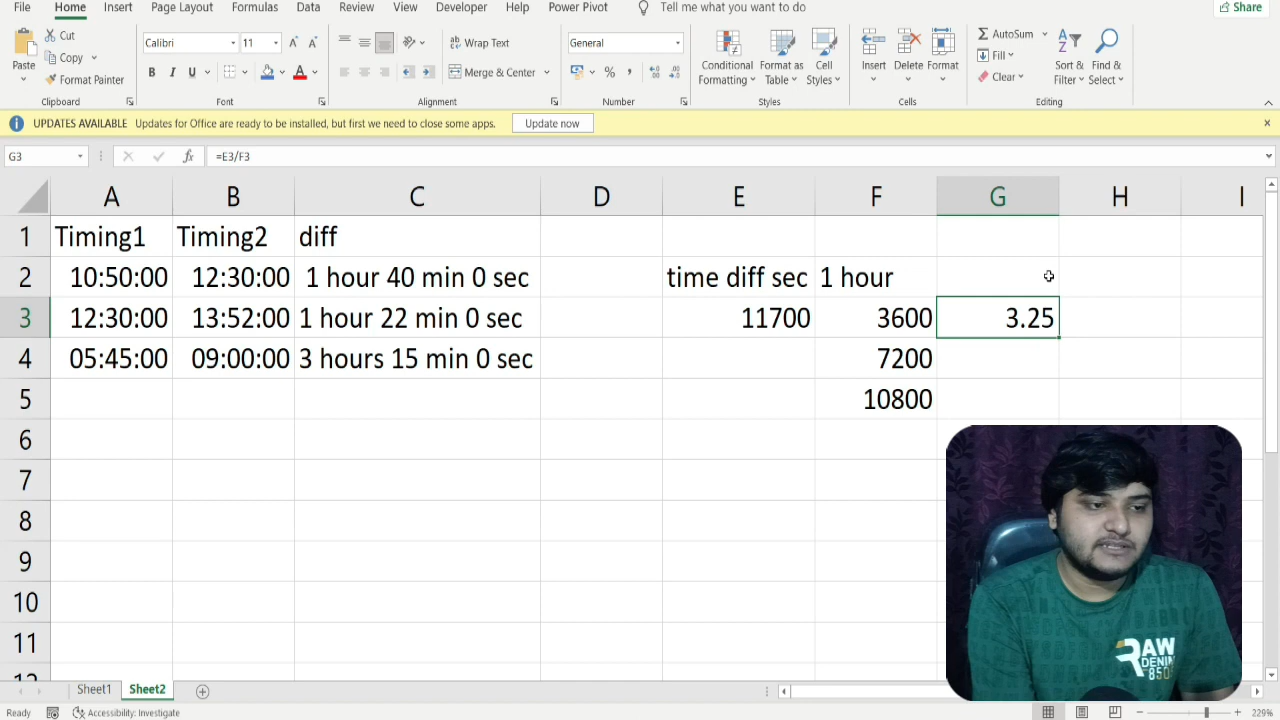 File Home Insert Page Layout Formulas Data Review View Developer Help Power Pivot Tell me what you want to do Share
Paste Cut Copy Format Painter
Calibri 11
B I U A
Wrap Text
Merge & Center
General
% ,
Conditional Formatting Format as Table Cell Styles
Insert Delete Format
AutoSum Fill Clear
Sort & Filter Find & Select
Clipboard Font Alignment Number Styles Cells Editing
UPDATES AVAILABLE Updates for Office are ready to be installed, but first we need to close some apps. Update now
G3 fx =E3/F3
A B C D E F G H I
1 Timing1 Timing2 diff
2 10:50:00 12:30:00 1 hour 40 min 0 sec time diff sec 1 hour
3 12:30:00 13:52:00 1 hour 22 min 0 sec 11700 3600 3.25
4 05:45:00 09:00:00 3 hours 15 min 0 sec 7200
5 10800
6
7
8
9
10
11
12
RAW
DENIM
850
Sheet1 Sheet2
Ready Accessibility: Investigate 229%